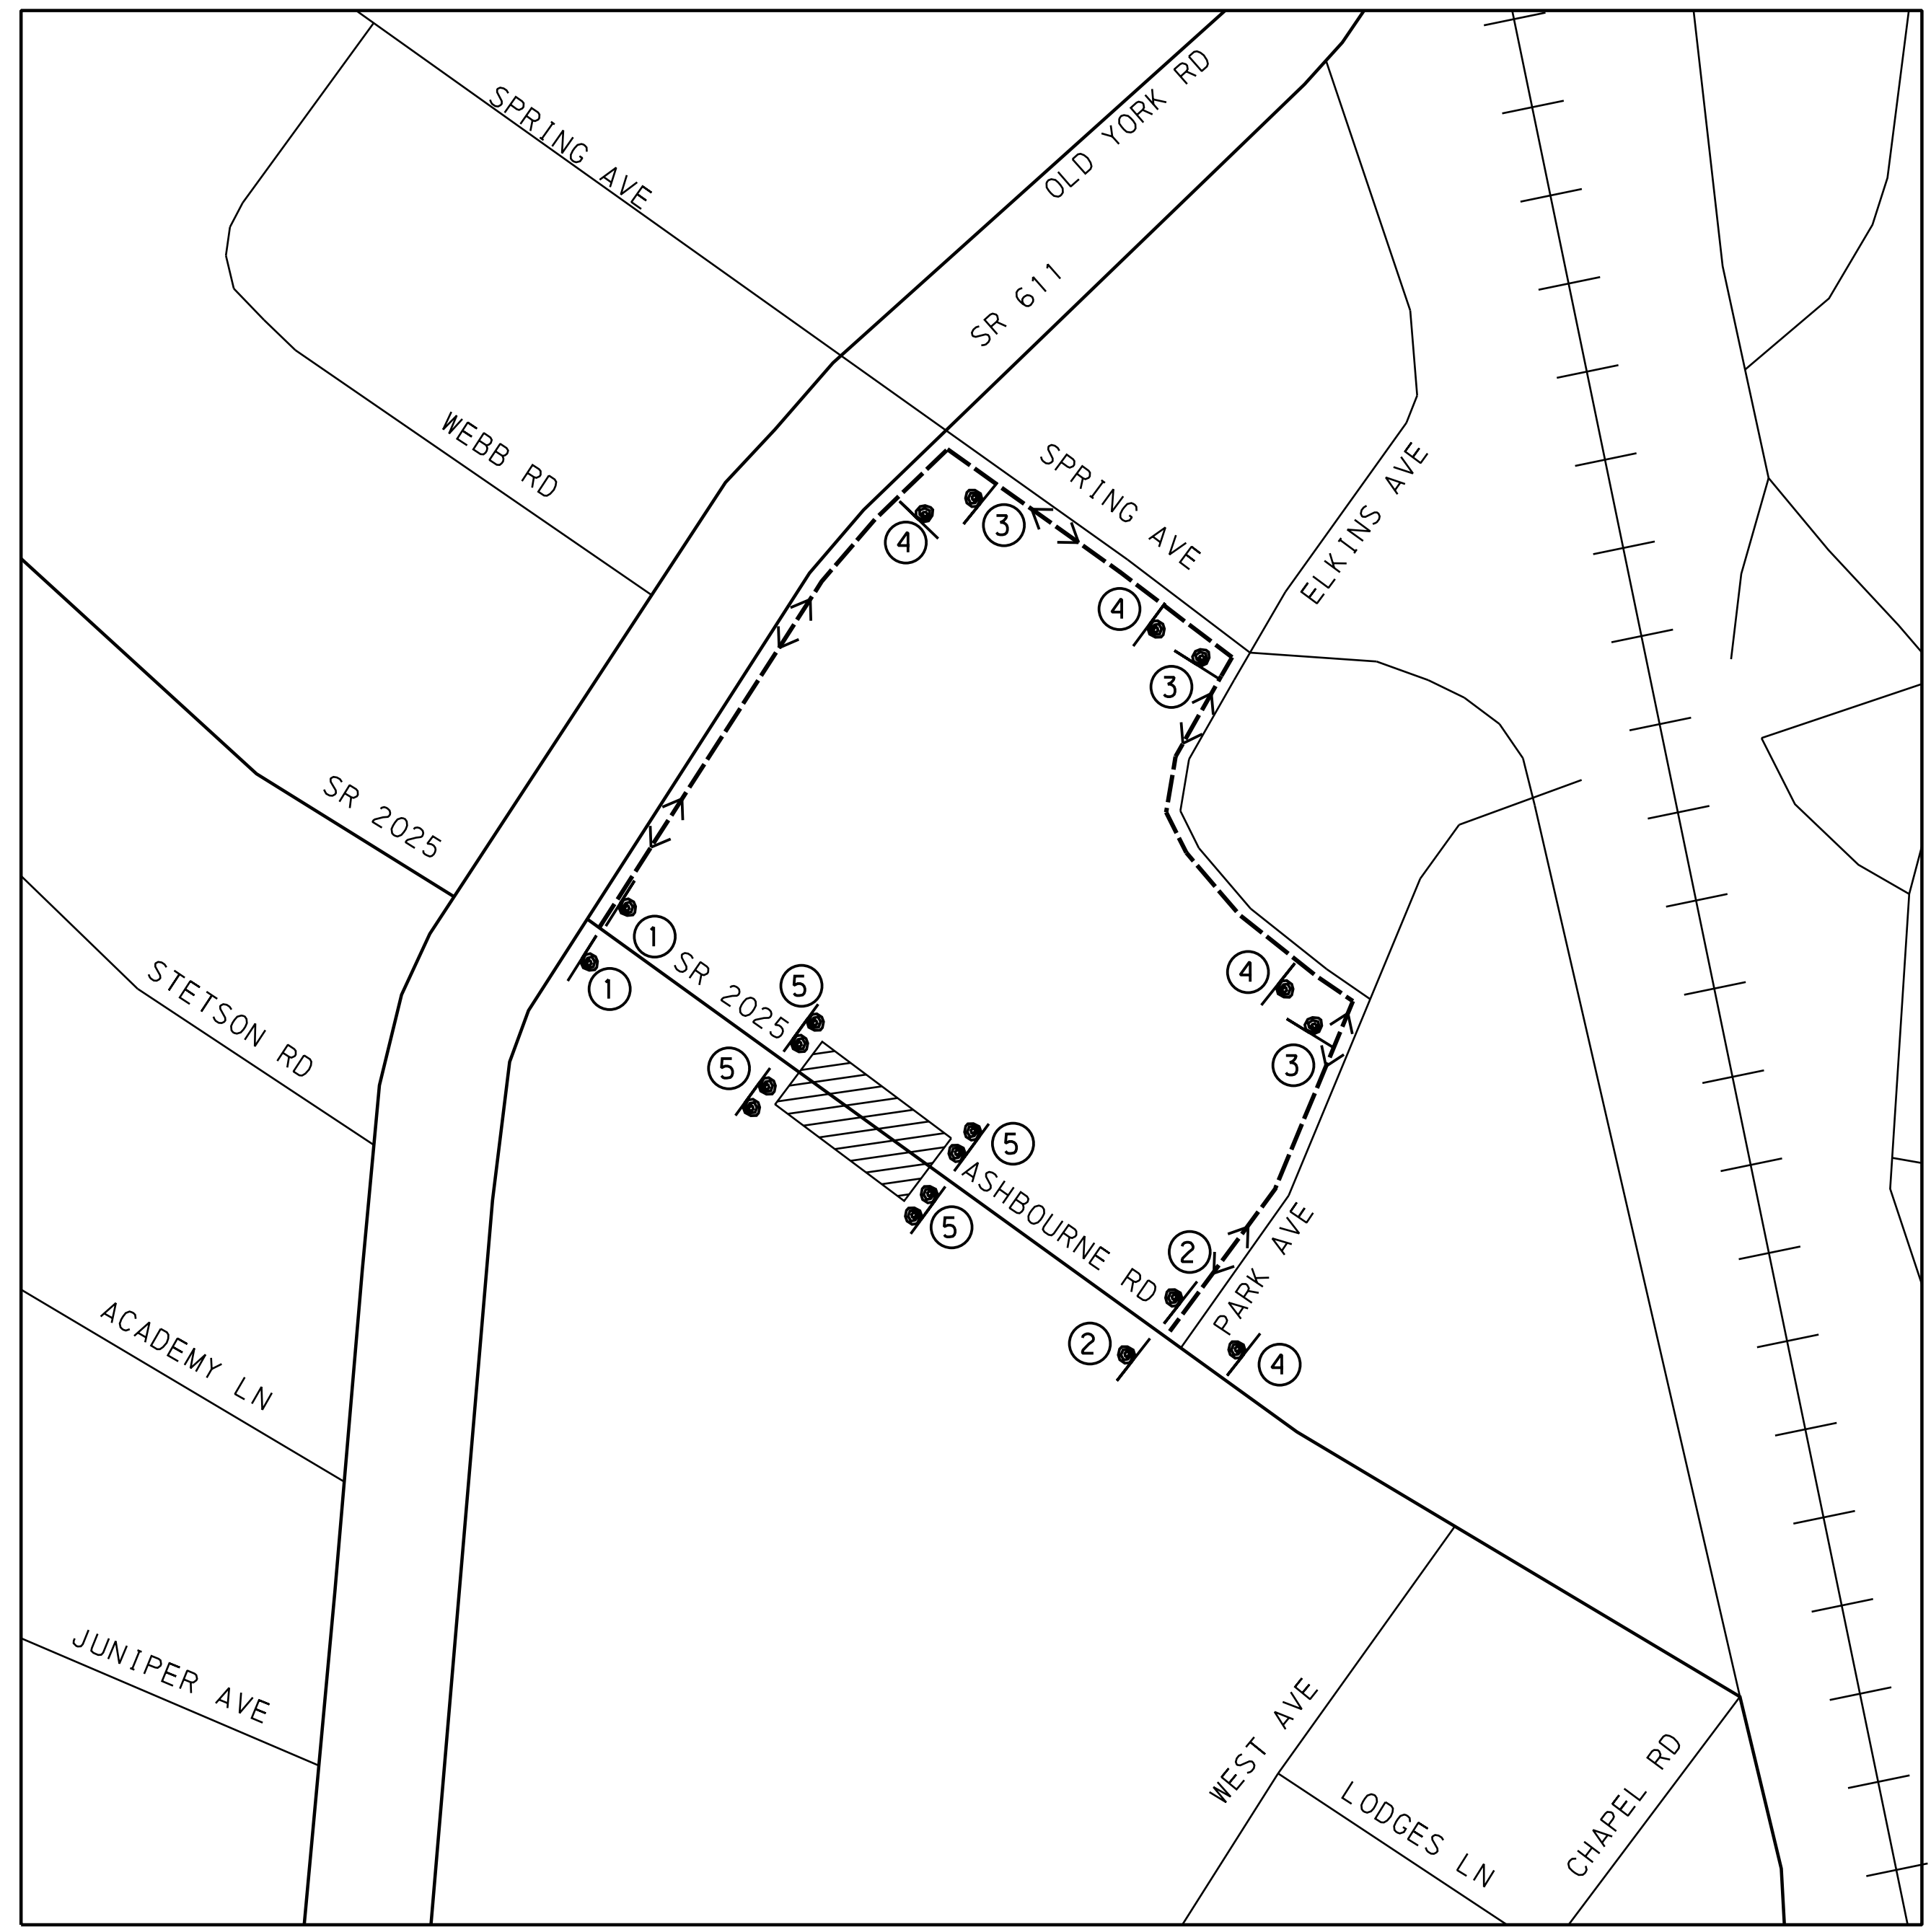 SPRING AVE
OLD YORK RD
SR 611
WEBB RD
SPRING AVE
ELKINS AVE
3
4
4
3
SR 2025
1
1
SR 2025
STETSON RD
5
4
5
3
5
ASHBOURNE RD
5
2
PARK AVE
2
4
ACADEMY LN
JUNIPER AVE
WEST AVE
LODGES LN
CHAPEL RD